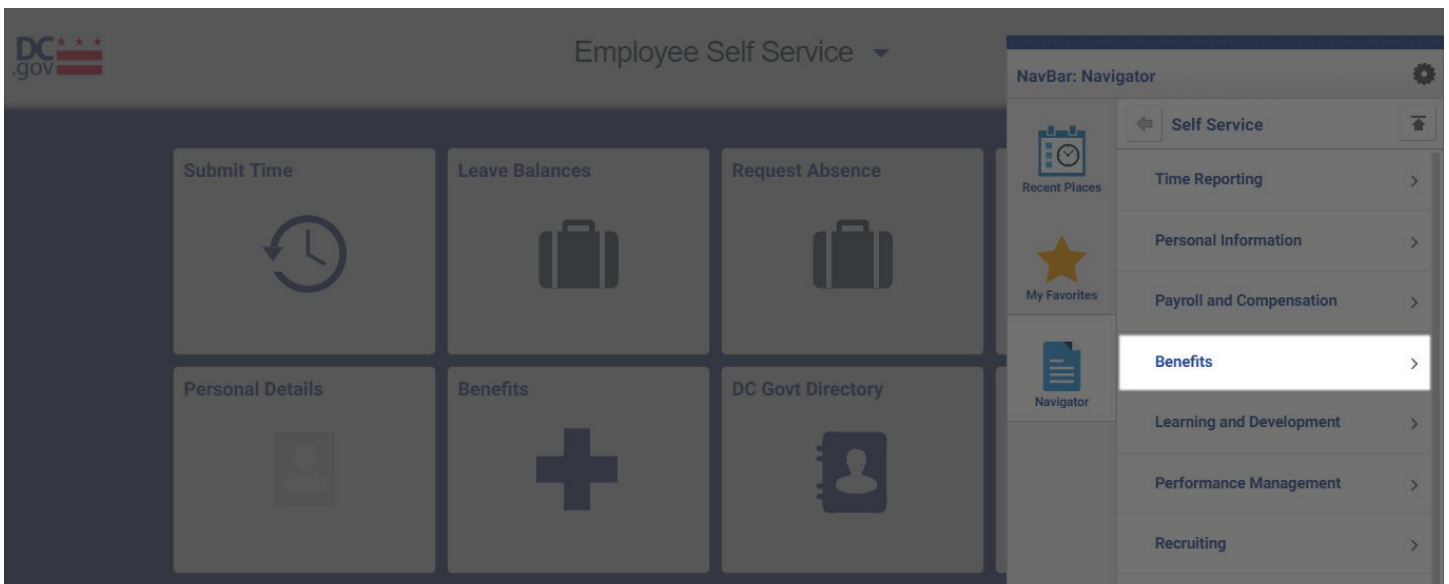 DC
.gov
Employee Self Service
NavBar: Navigator
Self Service
Recent Places
My Favorites
Navigator
Time Reporting
Personal Information
Payroll and Compensation
Benefits
Learning and Development
Performance Management
Recruiting
Submit Time
Leave Balances
Request Absence
Personal Details
Benefits
DC Govt Directory